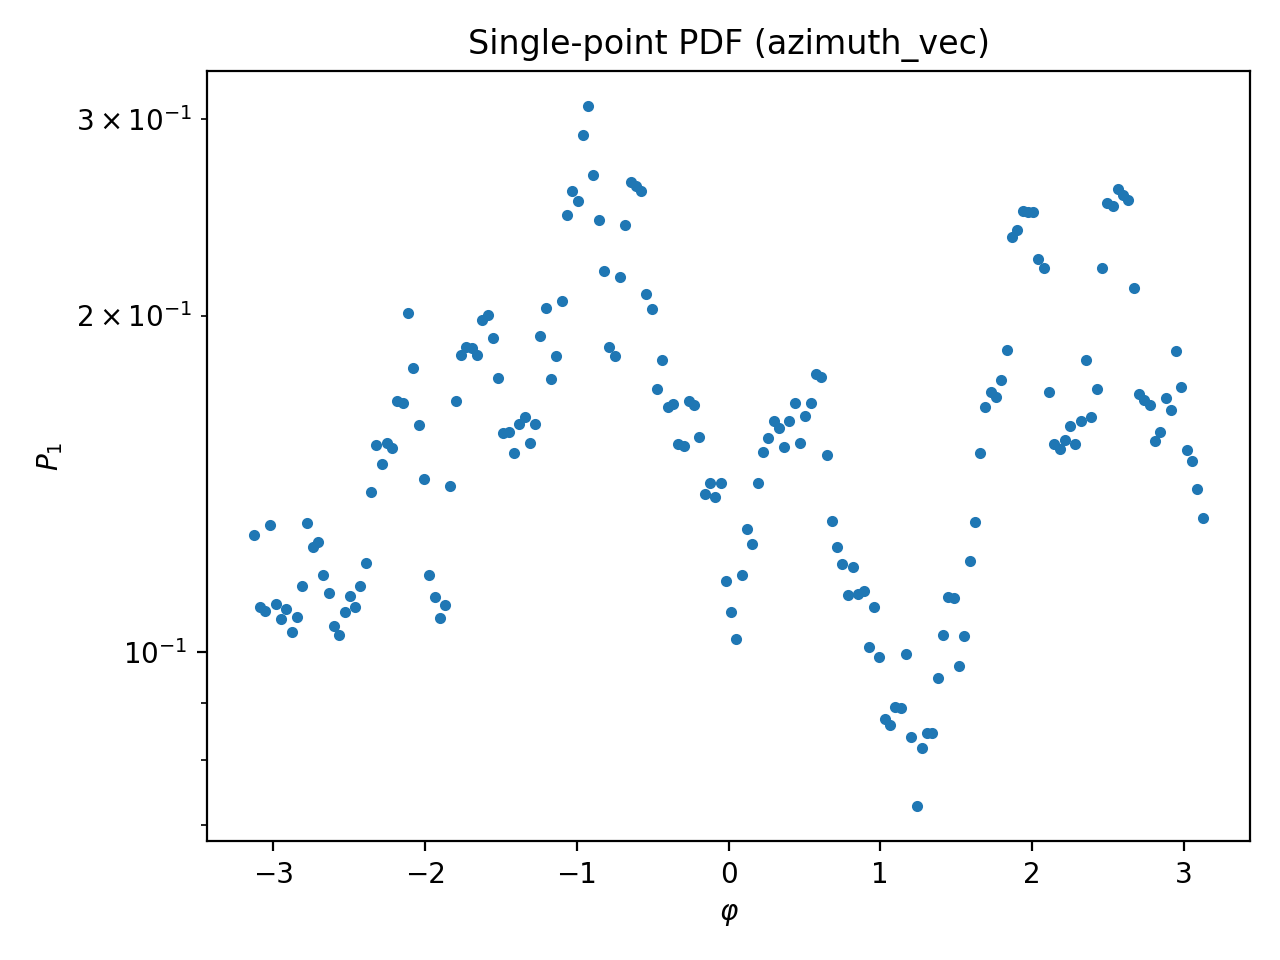 Single-point PDF (azimuth_vec)
3 × 10⁻¹
2 × 10⁻¹
10⁻¹
P₁
−3 −2 −1 0 1 2 3
φ